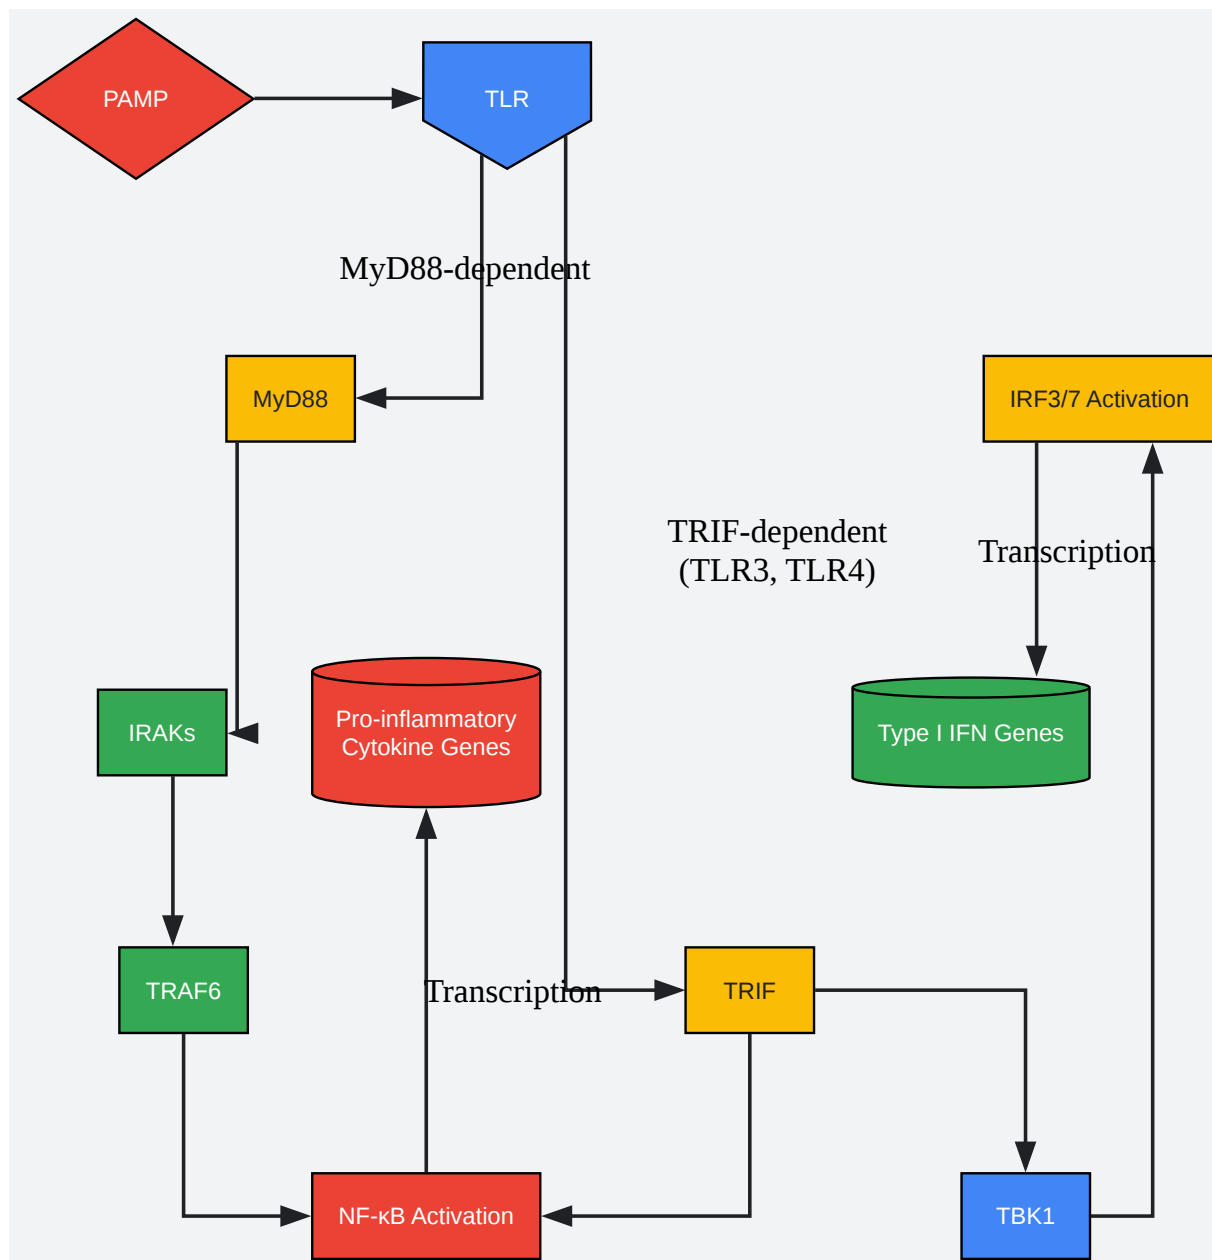 PAMP
TLR
MyD88-dependent
MyD88
IRF3/7 Activation
TRIF-dependent
(TLR3, TLR4)
Transcription
IRAKs
Pro-inflammatory
Cytokine Genes
Type I IFN Genes
TRAF6
Transcription
TRIF
NF-κB Activation
TBK1